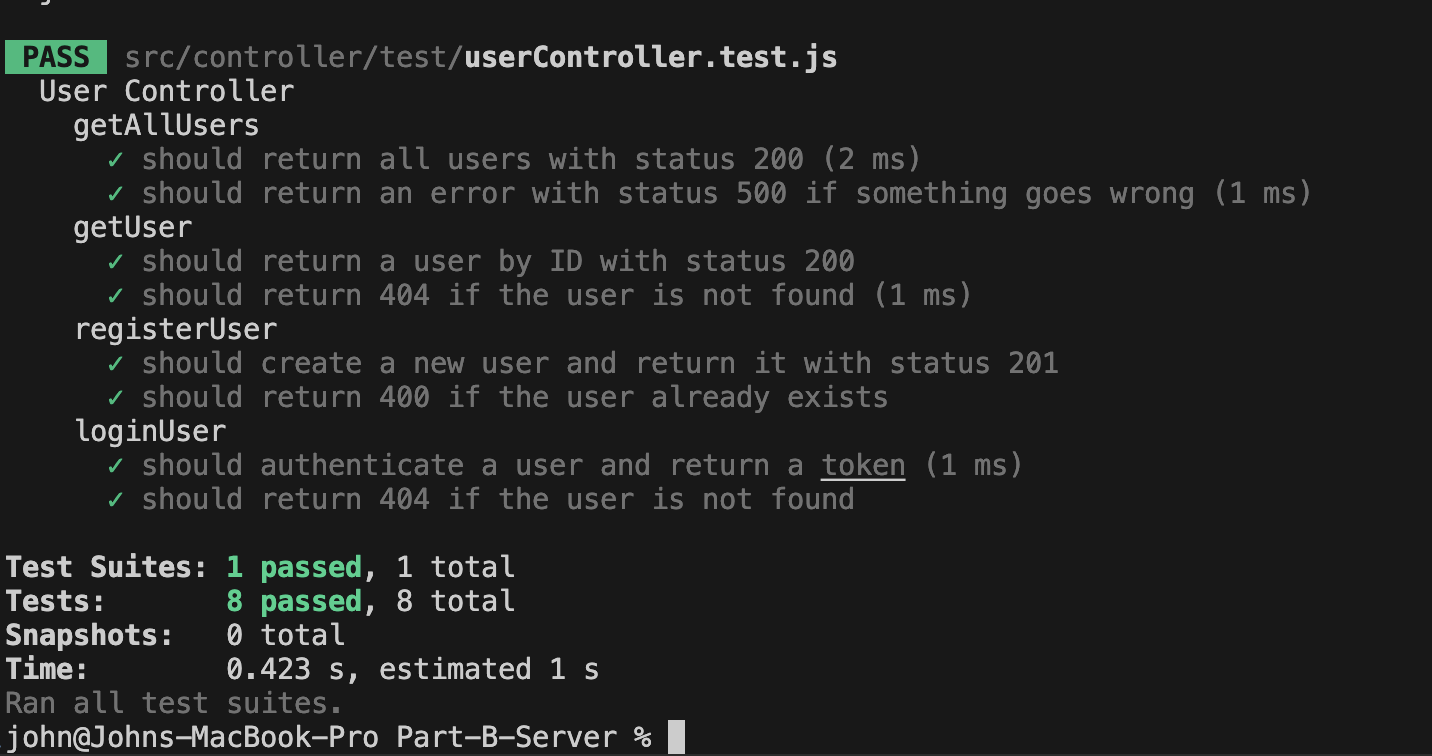 PASS src/controller/test/userController.test.js
User Controller
getAllUsers
✓ should return all users with status 200 (2 ms)
✓ should return an error with status 500 if something goes wrong (1 ms)
getUser
✓ should return a user by ID with status 200
✓ should return 404 if the user is not found (1 ms)
registerUser
✓ should create a new user and return it with status 201
✓ should return 400 if the user already exists
loginUser
✓ should authenticate a user and return a token (1 ms)
✓ should return 404 if the user is not found
Test Suites: 1 passed, 1 total
Tests: 8 passed, 8 total
Snapshots: 0 total
Time: 0.423 s, estimated 1 s
Ran all test suites.
john@Johns-MacBook-Pro Part-B-Server %